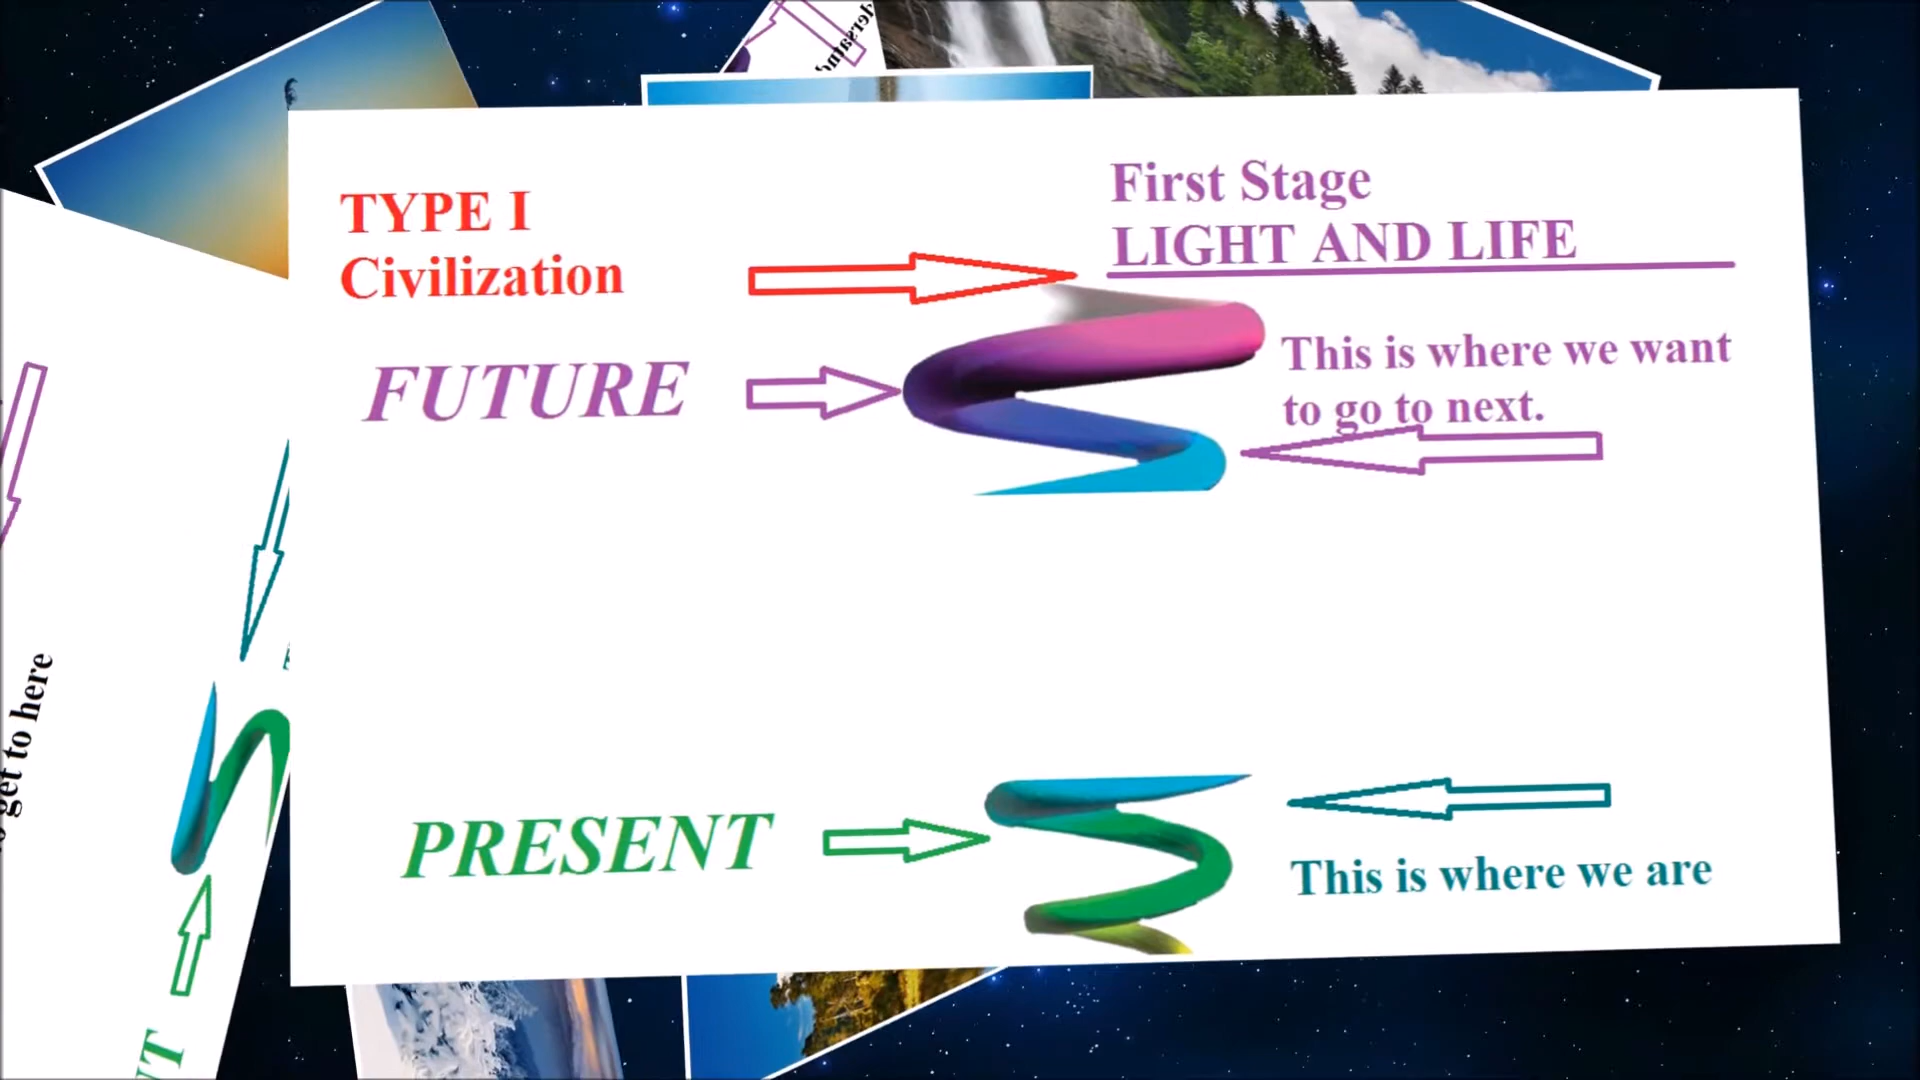 TYPE I
Civilization
First Stage
LIGHT AND LIFE
FUTURE
This is where we want
to go to next.
PRESENT
This is where we are
get to here